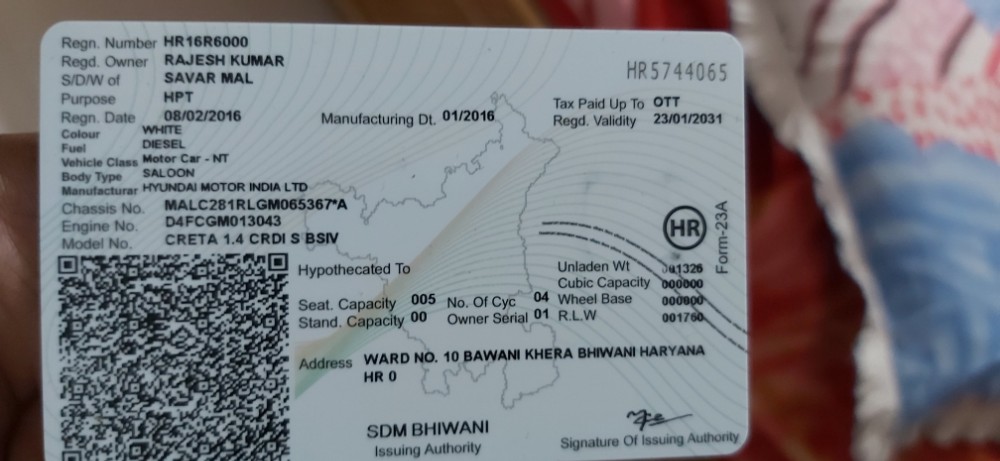 Regn. Number HR16R6000
Regd. Owner RAJESH KUMAR
HR5744065
S/D/W of SAVAR MAL
Purpose HPT
Tax Paid Up To OTT
Regn. Date 08/02/2016
Manufacturing Dt. 01/2016
Regd. Validity 23/01/2031
Colour WHITE
Fuel DIESEL
Vehicle Class Motor Car - NT
Body Type SALOON
Manufacturar HYUNDAI MOTOR INDIA LTD
Chassis No. MALC281RLGM065367*A
Engine No. D4FCGM013043
Model No. CRETA 1.4 CRDI S BSIV
HR
Form-23A
Hypothecated To
Unladen Wt
Cubic Capacity 000000
Seat. Capacity 005 No. Of Cyc 04 Wheel Base 000000
Stand. Capacity 00 Owner Serial 01 R.L.W 001760
Address WARD NO. 10 BAWANI KHERA BHIWANI HARYANA
HR 0
SDM BHIWANI
Issuing Authority
Signature Of Issuing Authority